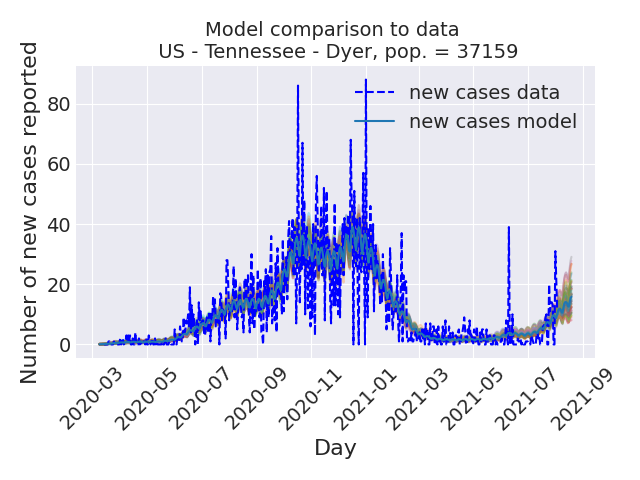 Model comparison to data
US - Tennessee - Dyer, pop. = 37159
Number of new cases reported
80
60
40
20
0
new cases data
new cases model
2020-03
2020-05
2020-07
2020-09
2020-11
2021-01
2021-03
2021-05
2021-07
2021-09
Day